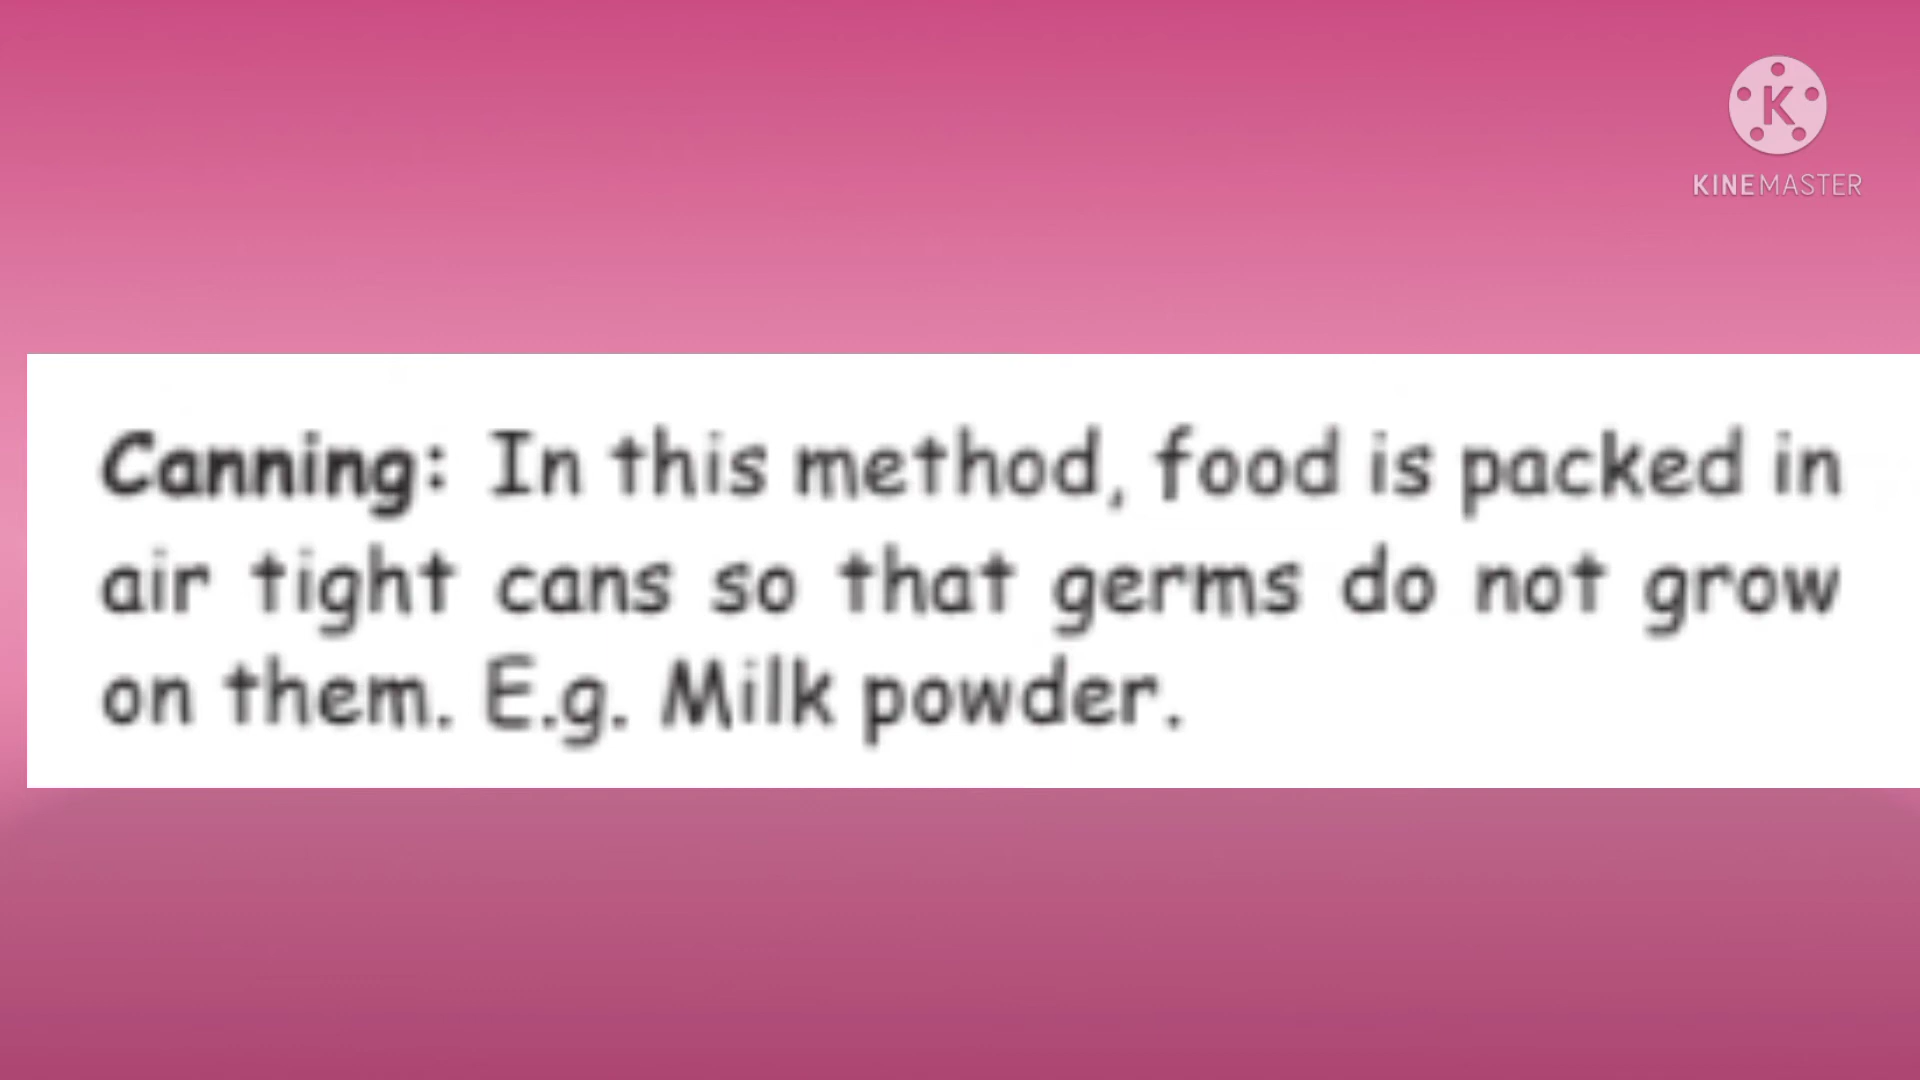 K
KINEMASTER
Canning: In this method, food is packed in
air tight cans so that germs do not grow
on them. E.g. Milk powder.